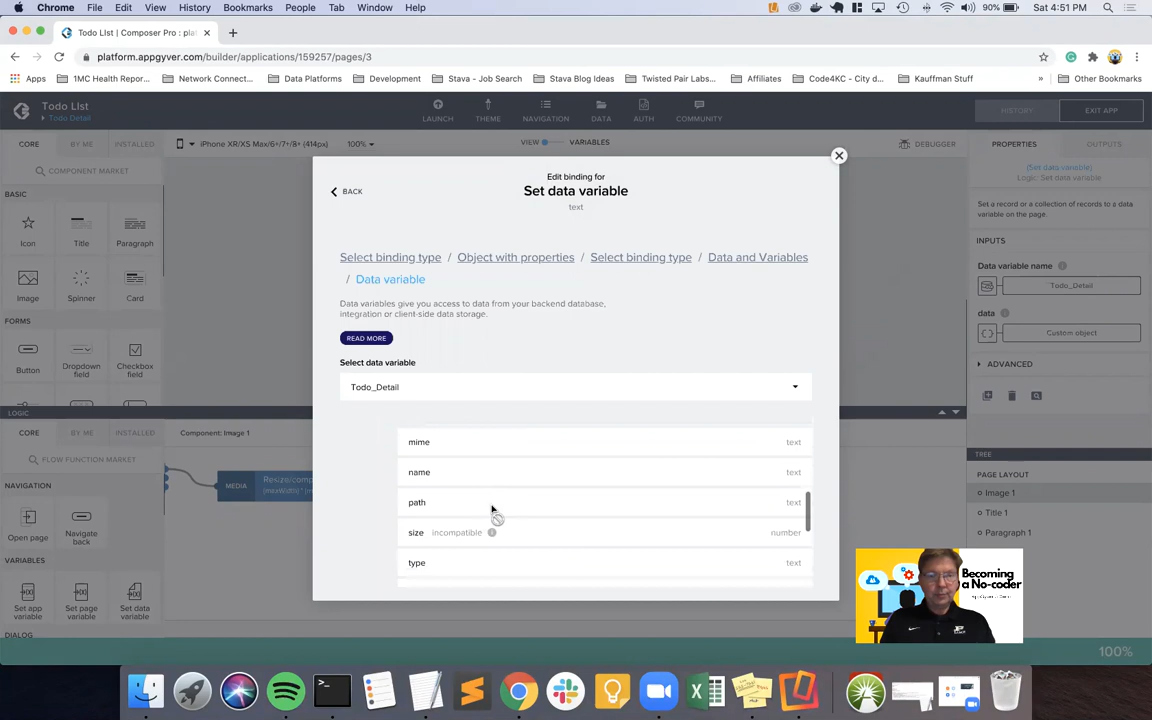 Chrome File Edit View History Bookmarks People Tab Window Help
90% Sat 4:51 PM
Todo LIst | Composer Pro : pla
platform.appgyver.com/builder/applications/159257/pages/3
Apps 1MC Health Repor... Network Connect... Data Platforms Development Stava - Job Search Stava Blog Ideas Twisted Pair Labs... Affiliates Code4KC - City d... Kauffman Stuff » Other Bookmarks
Todo LIst
Todo Detail
LAUNCH THEME NAVIGATION DATA AUTH COMMUNITY
HISTORY EXIT APP
CORE BY ME INSTALLED
iPhone XR/XS Max/6+/7+/8+ (414px) 100%
VIEW VARIABLES
DEBUGGER
PROPERTIES OUTPUTS
COMPONENT MARKET
BASIC
Icon Title Paragraph
Image Spinner Card
FORMS
Button Dropdown field Checkbox field
LOGIC
CORE BY ME INSTALLED
Component: Image 1
FLOW FUNCTION MARKET
NAVIGATION
Open page Navigate back
VARIABLES
Set app variable Set page variable Set data variable
DIALOG
MEDIA
Resize/comp
BACK
Edit binding for
Set data variable
text
Select binding type / Object with properties / Select binding type / Data and Variables
/ Data variable
Data variables give you access to data from your backend database,
integration or client-side data storage.
READ MORE
Select data variable
Todo_Detail
mime text
name text
path text
size incompatible number
type text
(Set data variable)
Logic: Set data variable
Set a record or a collection of records to a data
variable on the page.
INPUTS
Data variable name
Todo_Detail
data
Custom object
ADVANCED
TREE
PAGE LAYOUT
Image 1
Title 1
Paragraph 1
Becoming
a No-coder
100%